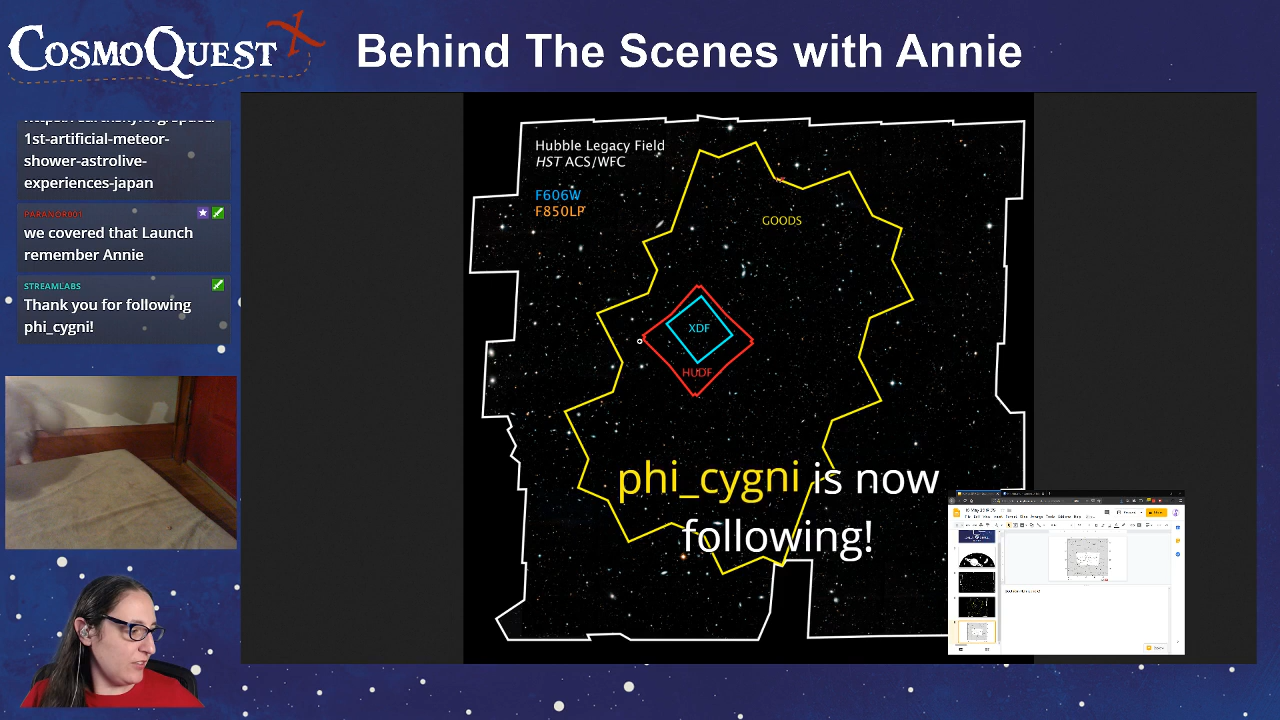 COSMOQUEST X
Behind The Scenes with Annie
1st-artificial-meteor-
shower-astrolive-
experiences-japan
PARANOR001
we covered that Launch
remember Annie
STREAMLABS
Thank you for following
phi_cygni!
Hubble Legacy Field
HST ACS/WFC
F606W
F850LP
GOODS
XDF
HUDF
phi_cygni is now
following!